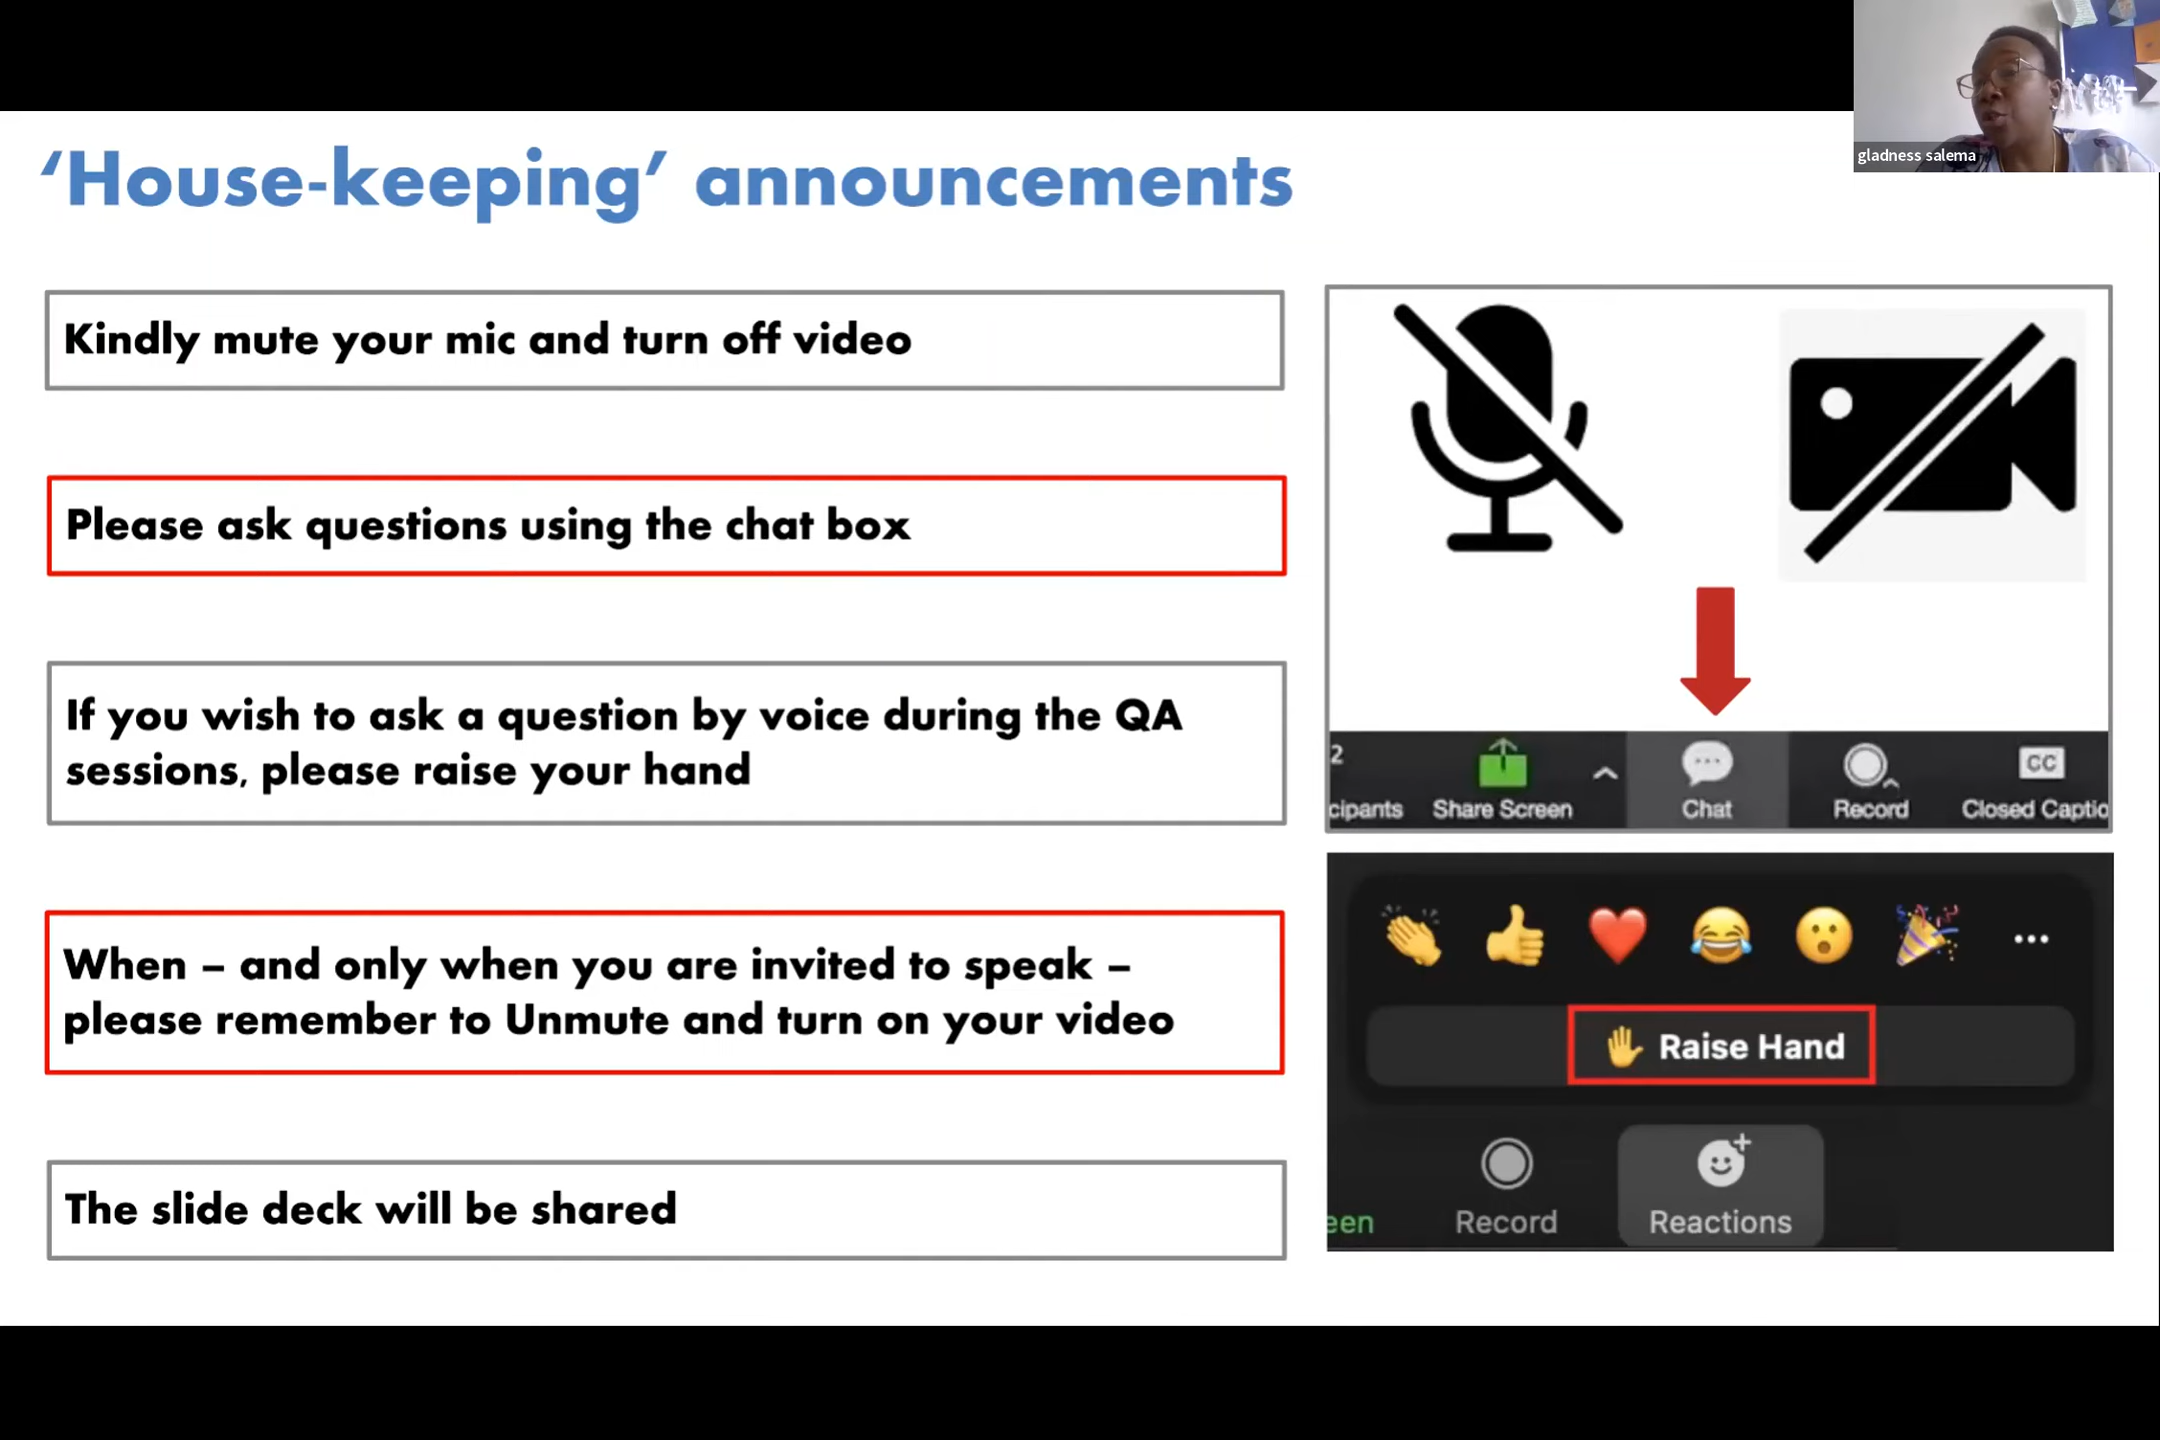 gladness salema
‘House-keeping’ announcements
Kindly mute your mic and turn off video
Please ask questions using the chat box
If you wish to ask a question by voice during the QA
sessions, please raise your hand
When – and only when you are invited to speak –
please remember to Unmute and turn on your video
The slide deck will be shared
2
CC
cipants Share Screen Chat Record Closed Captio
Raise Hand
een Record Reactions